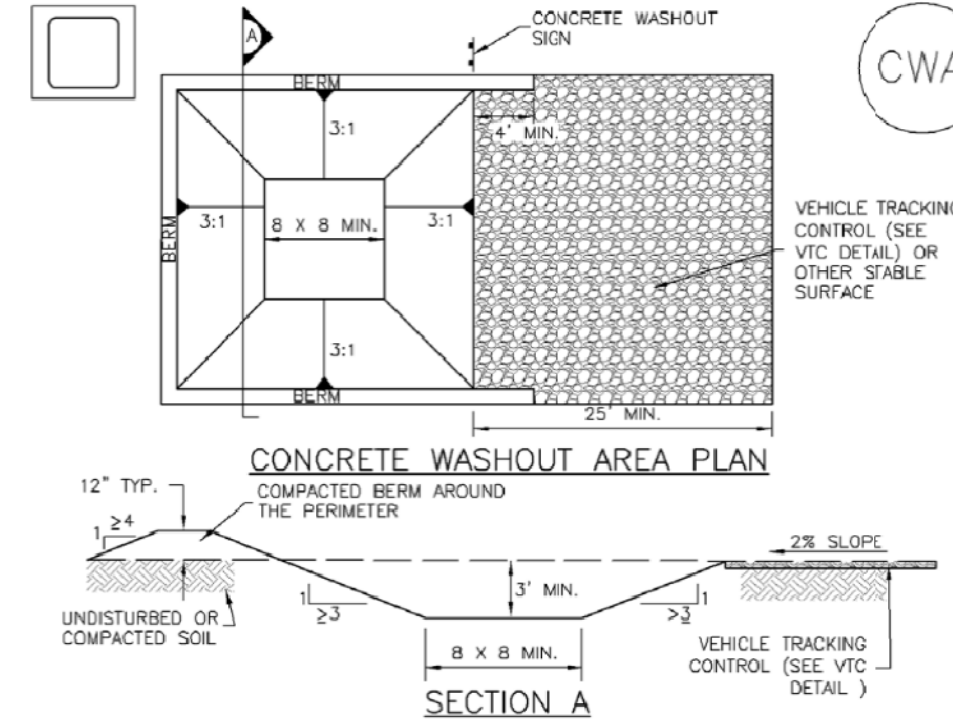 CONCRETE WASHOUT
SIGN
A
CWA
BERM
3:1
4' MIN.
BERM
3:1
8 X 8 MIN.
3:1
VEHICLE TRACKING
CONTROL (SEE
VTC DETAIL) OR
OTHER STABLE
SURFACE
3:1
BERM
25' MIN.
CONCRETE WASHOUT AREA PLAN
12" TYP.
COMPACTED BERM AROUND
THE PERIMETER
1
≥4
2% SLOPE
3' MIN.
1
≥3
1
≥3
UNDISTURBED OR
COMPACTED SOIL
8 X 8 MIN.
VEHICLE TRACKING
CONTROL (SEE VTC
DETAIL )
SECTION A